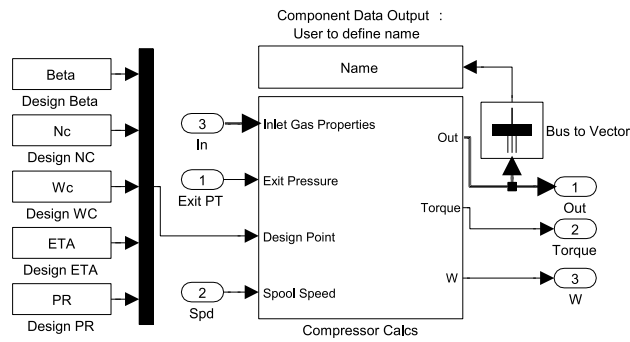 Component Data Output :
User to define name
Name
Beta
Design Beta
Nc
Design NC
Wc
Design WC
ETA
Design ETA
PR
Design PR
3
In
1
Exit PT
2
Spd
Inlet Gas Properties
Exit Pressure
Design Point
Spool Speed
Out
Torque
W
Compressor Calcs
Bus to Vector
1
Out
2
Torque
3
W